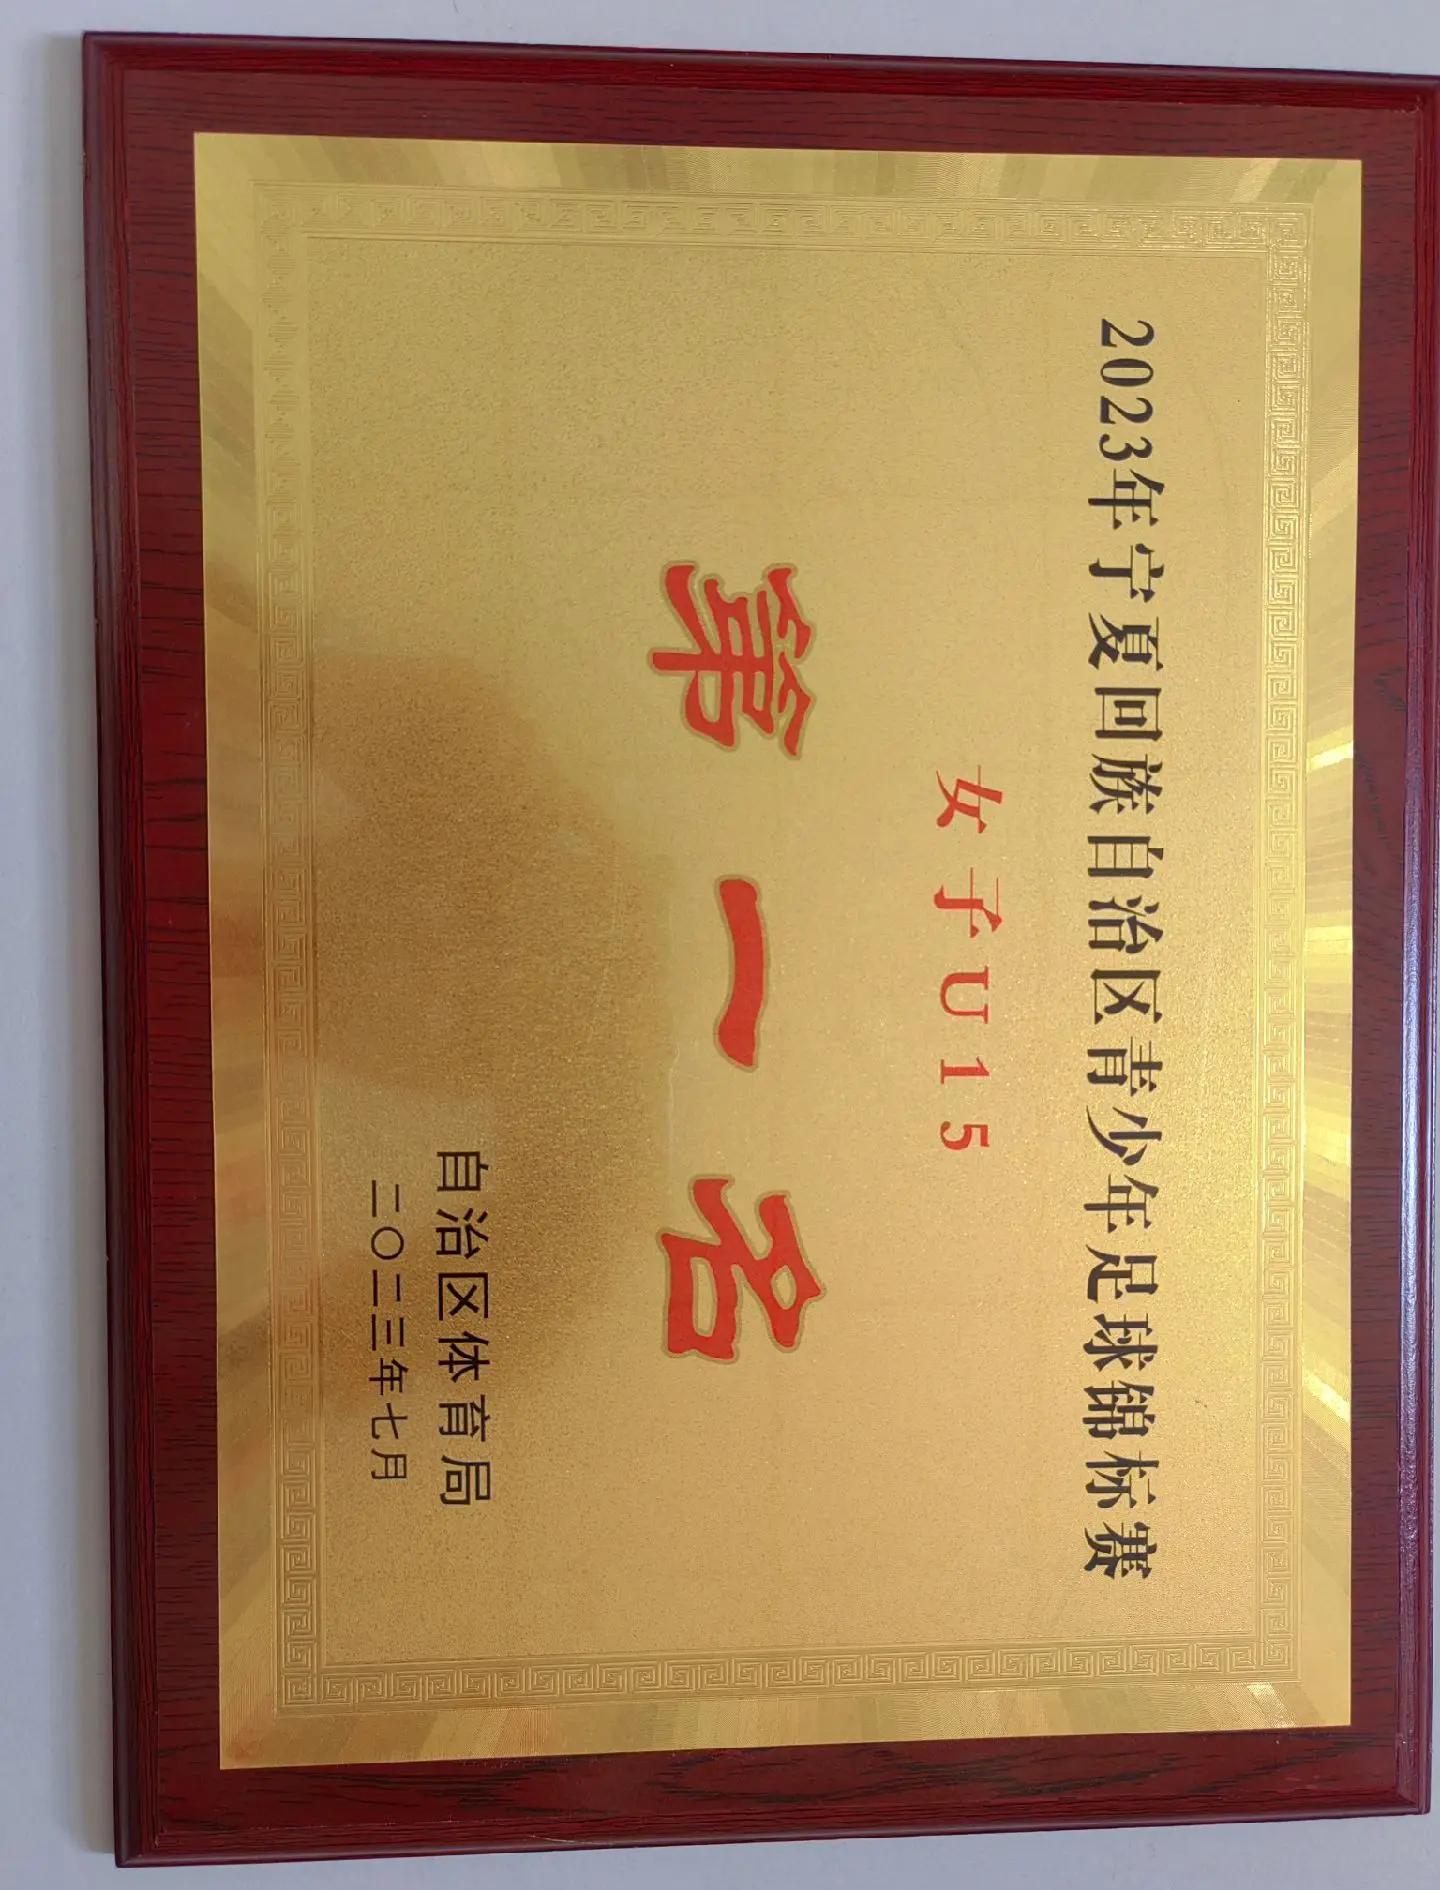 2023年宁夏回族自治区青少年足球锦标赛
女子U15
第一名
自治区体育局
二〇二三年七月